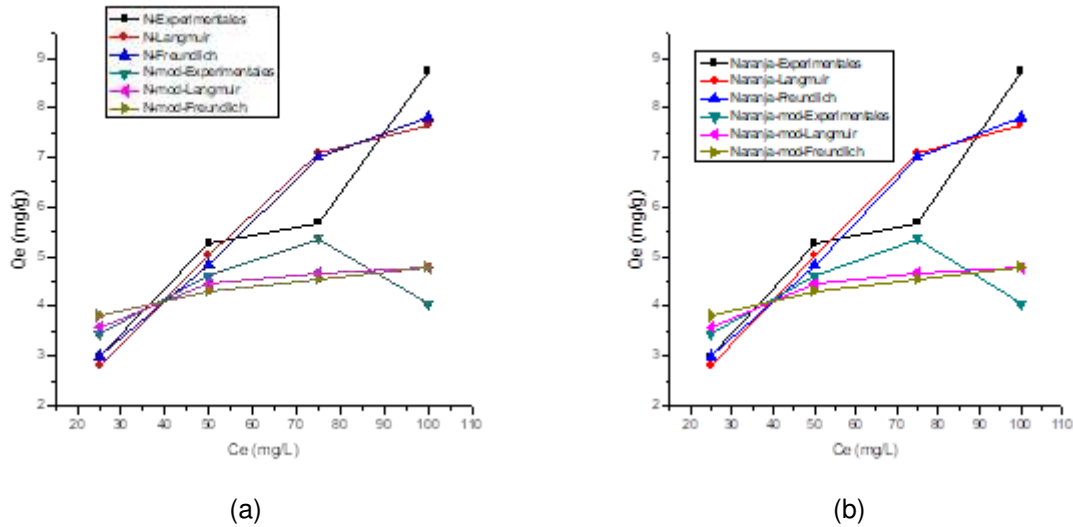 N-Experimentales
N-Langmuir
N-Freundlich
N-mod-Experimentales
N-mod-Langmuir
N-mod-Freundlich
9
8
7
6
5
4
3
2
Qe (mg/g)
20 30 40 50 60 70 80 90 100 110
Ce (mg/L)
(a)
Naranja-Experimentales
Naranja-Langmuir
Naranja-Freundlich
Naranja-mod-Experimentales
Naranja-mod-Langmuir
Naranja-mod-Freundlich
9
8
7
6
5
4
3
2
Qe (mg/g)
20 30 40 50 60 70 80 90 100 110
Ce (mg/L)
(b)